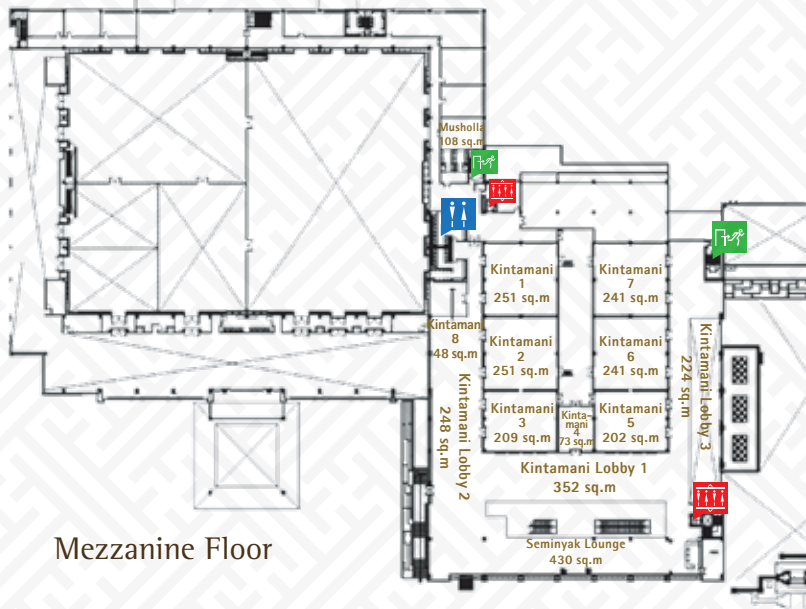 Musholla
108 sq.m
Kintamani
1
251 sq.m
Kintamani
7
241 sq.m
Kintamani
8
48 sq.m
Kintamani
2
251 sq.m
Kintamani
6
241 sq.m
Kintamani Lobby 3
224 sq.m
Kintamani Lobby 2
248 sq.m
Kintamani
3
209 sq.m
Kinta-
mani
4
73 sq.m
Kintamani
5
202 sq.m
Kintamani Lobby 1
352 sq.m
Seminyak Lounge
430 sq.m
Mezzanine Floor